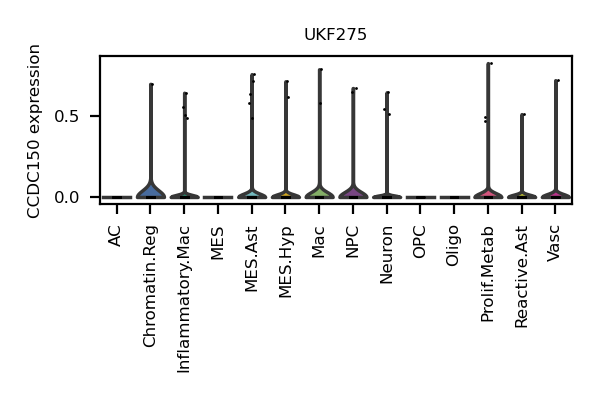 UKF275
CCDC150 expression
0.5
0.0
AC
Chromatin.Reg
Inflammatory.Mac
MES
MES.Ast
MES.Hyp
Mac
NPC
Neuron
OPC
Oligo
Prolif.Metab
Reactive.Ast
Vasc